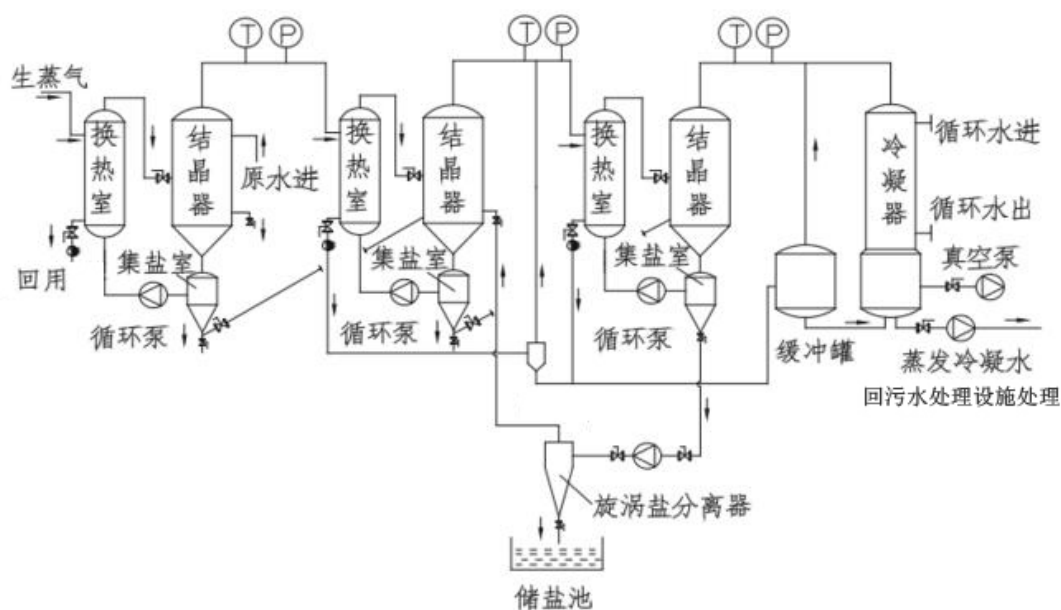 T P
T P
T P
生蒸气
换热室
结晶器
原水进
换热室
结晶器
换热室
结晶器
冷凝器
循环水进
循环水出
回用
集盐室
集盐室
集盐室
真空泵
循环泵
循环泵
循环泵
缓冲罐
蒸发冷凝水
回污水处理设施处理
旋涡盐分离器
储盐池